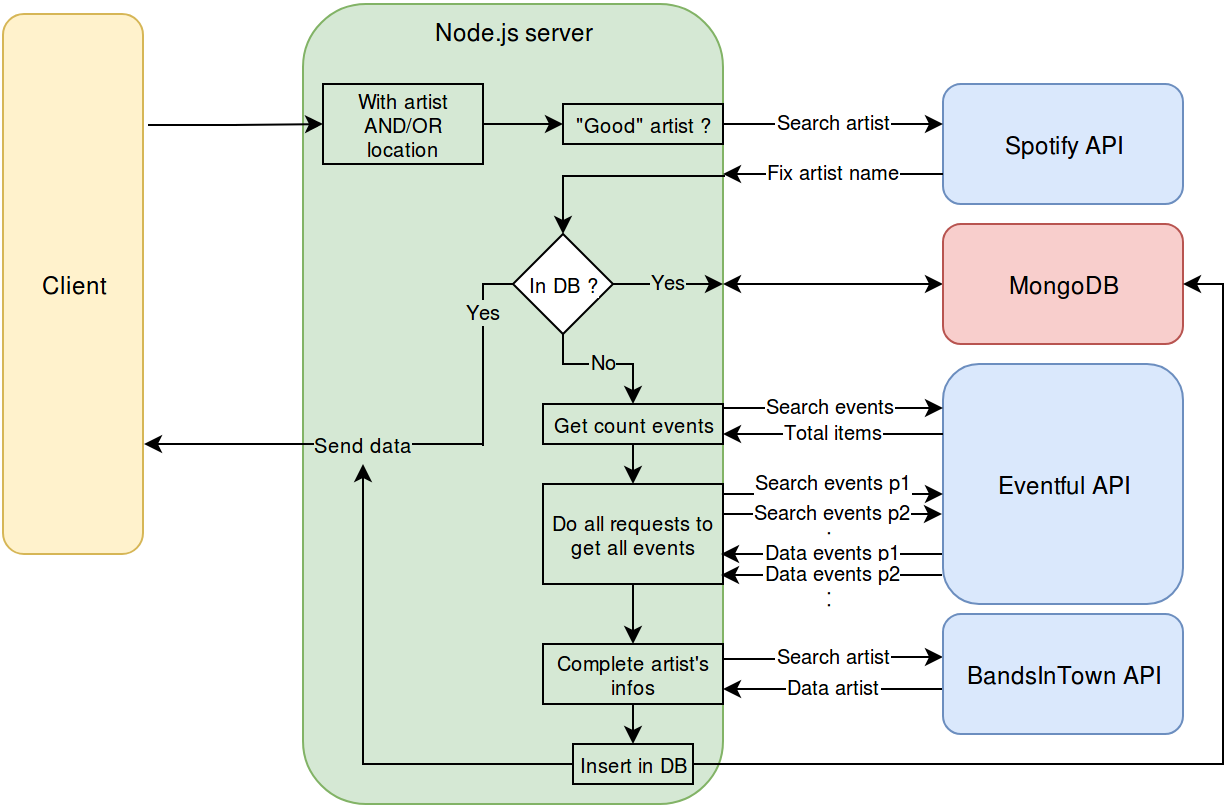 Node.js server
With artist
AND/OR
location
"Good" artist ?
Search artist
Fix artist name
Spotify API
Client
In DB ?
Yes
Yes
MongoDB
No
Get count events
Search events
Total items
Send data
Eventful API
Do all requests to
get all events
Search events p1
Search events p2
.
Data events p1
Data events p2
:
Complete artist's
infos
Search artist
Data artist
BandsInTown API
Insert in DB